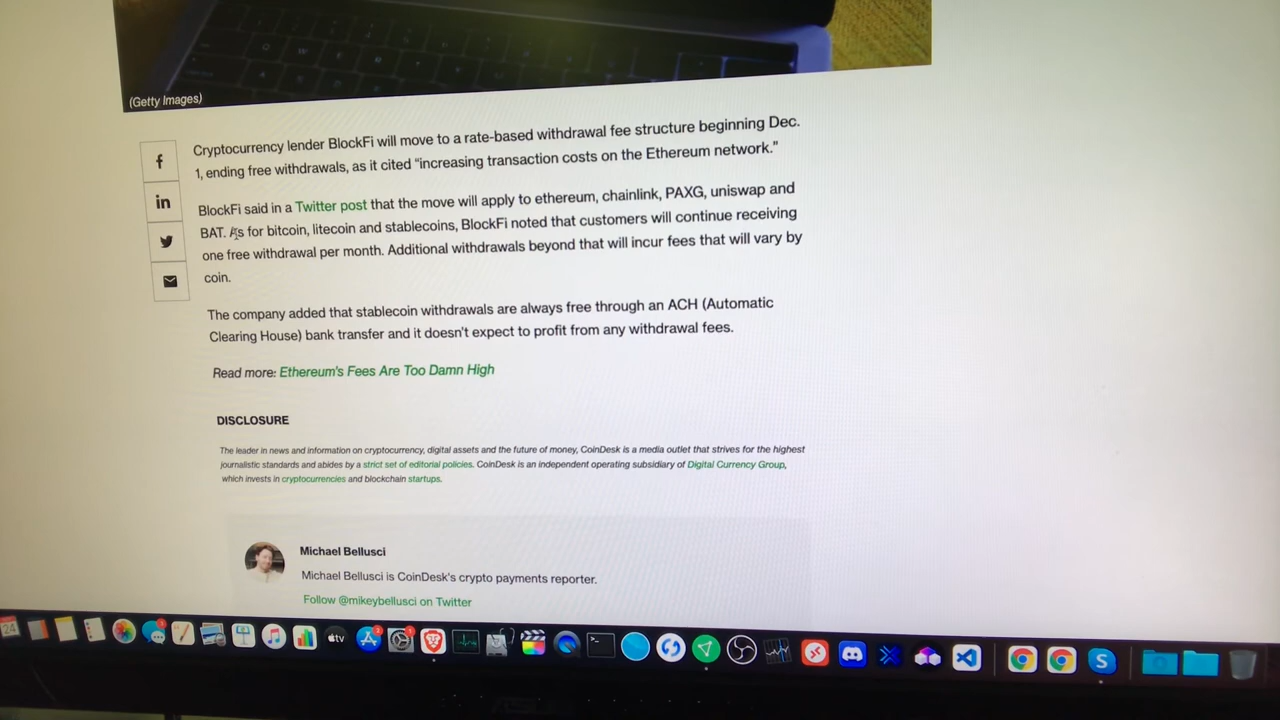 (Getty Images)
Cryptocurrency lender BlockFi will move to a rate-based withdrawal fee structure beginning Dec.
1, ending free withdrawals, as it cited “increasing transaction costs on the Ethereum network.”
BlockFi said in a Twitter post that the move will apply to ethereum, chainlink, PAXG, uniswap and
BAT. As for bitcoin, litecoin and stablecoins, BlockFi noted that customers will continue receiving
one free withdrawal per month. Additional withdrawals beyond that will incur fees that will vary by
coin.
The company added that stablecoin withdrawals are always free through an ACH (Automatic
Clearing House) bank transfer and it doesn't expect to profit from any withdrawal fees.
Read more: Ethereum's Fees Are Too Damn High
DISCLOSURE
The leader in news and information on cryptocurrency, digital assets and the future of money, CoinDesk is a media outlet that strives for the highest
journalistic standards and abides by a strict set of editorial policies. CoinDesk is an independent operating subsidiary of Digital Currency Group,
which invests in cryptocurrencies and blockchain startups.
Michael Bellusci
Michael Bellusci is CoinDesk's crypto payments reporter.
Follow @mikeybellusci on Twitter
24
tv